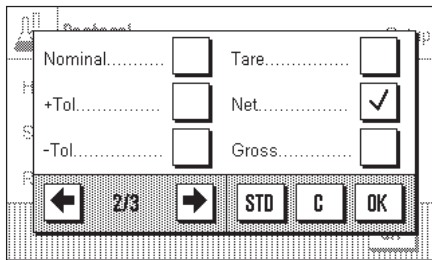 Nominal........... Tare...............
+Tol................ Net................
-Tol................. Gross.............
2/3 STD C OK